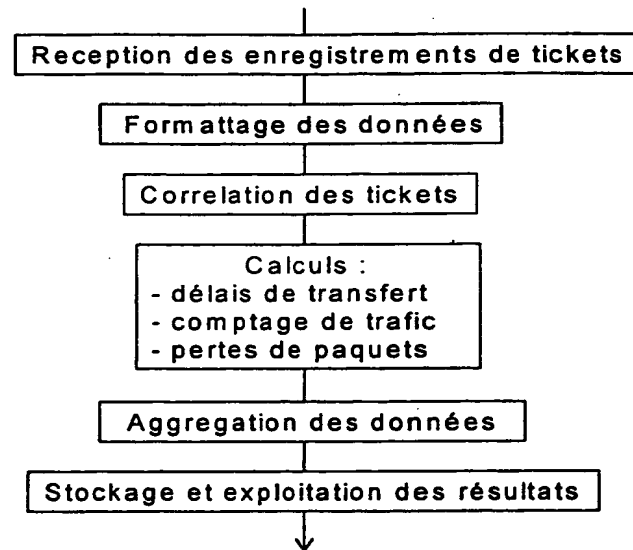 Reception des enregistrements de tickets
Formattage des données
Correlation des tickets
Calculs :
- délais de transfert
- comptage de trafic
- pertes de paquets
Aggregation des données
Stockage et exploitation des résultats